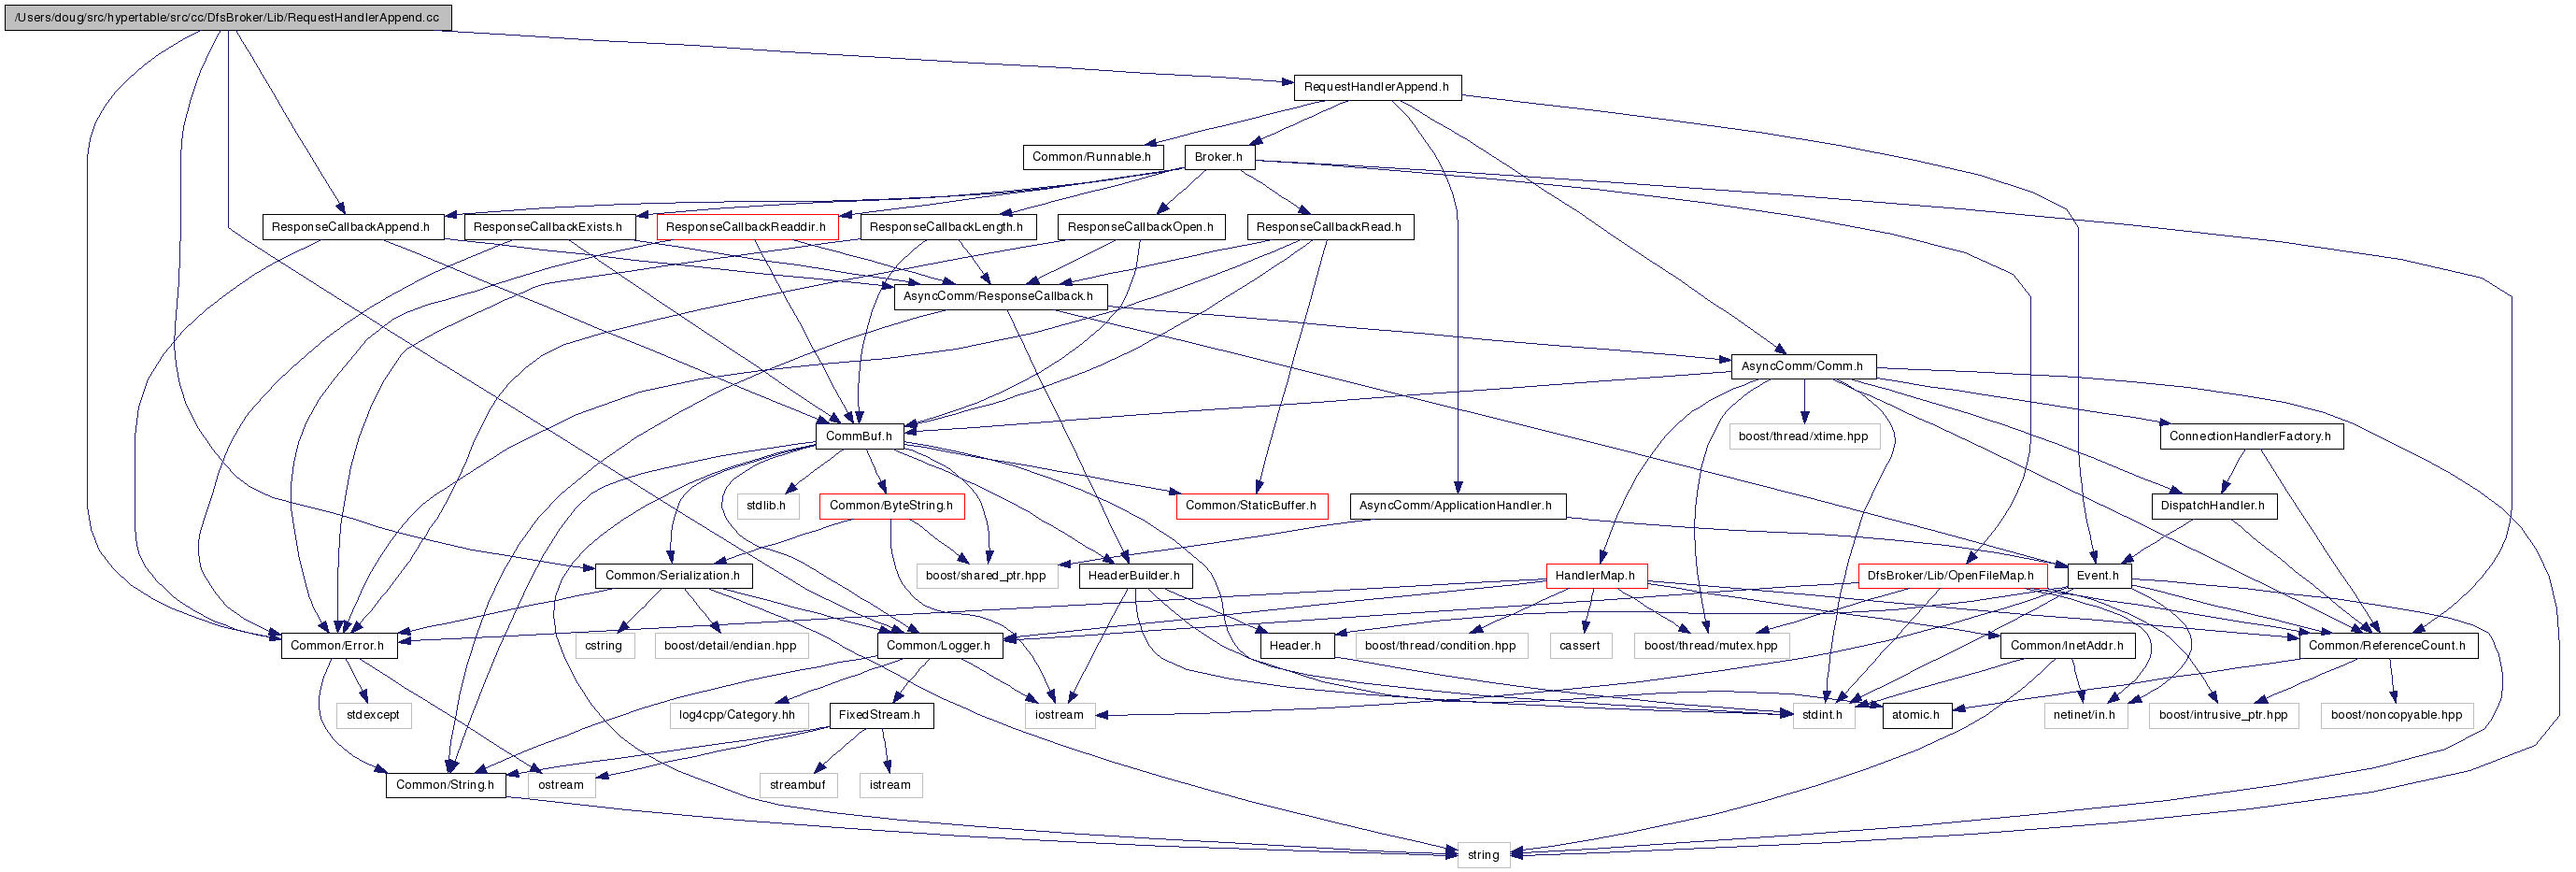 /Users/doug/src/hypertable/src/cc/DfsBroker/Lib/RequestHandlerAppend.cc
RequestHandlerAppend.h
Common/Runnable.h
Broker.h
ResponseCallbackAppend.h
ResponseCallbackExists.h
ResponseCallbackReaddir.h
ResponseCallbackLength.h
ResponseCallbackOpen.h
ResponseCallbackRead.h
AsyncComm/ResponseCallback.h
AsyncComm/Comm.h
CommBuf.h
boost/thread/xtime.hpp
ConnectionHandlerFactory.h
stdlib.h
Common/ByteString.h
Common/StaticBuffer.h
AsyncComm/ApplicationHandler.h
DispatchHandler.h
Common/Serialization.h
boost/shared_ptr.hpp
HeaderBuilder.h
HandlerMap.h
DfsBroker/Lib/OpenFileMap.h
Event.h
Common/Error.h
cstring
boost/detail/endian.hpp
Common/Logger.h
Header.h
boost/thread/condition.hpp
cassert
boost/thread/mutex.hpp
Common/InetAddr.h
Common/ReferenceCount.h
stdexcept
log4cpp/Category.hh
FixedStream.h
iostream
stdint.h
atomic.h
netinet/in.h
boost/intrusive_ptr.hpp
boost/noncopyable.hpp
Common/String.h
ostream
streambuf
istream
string